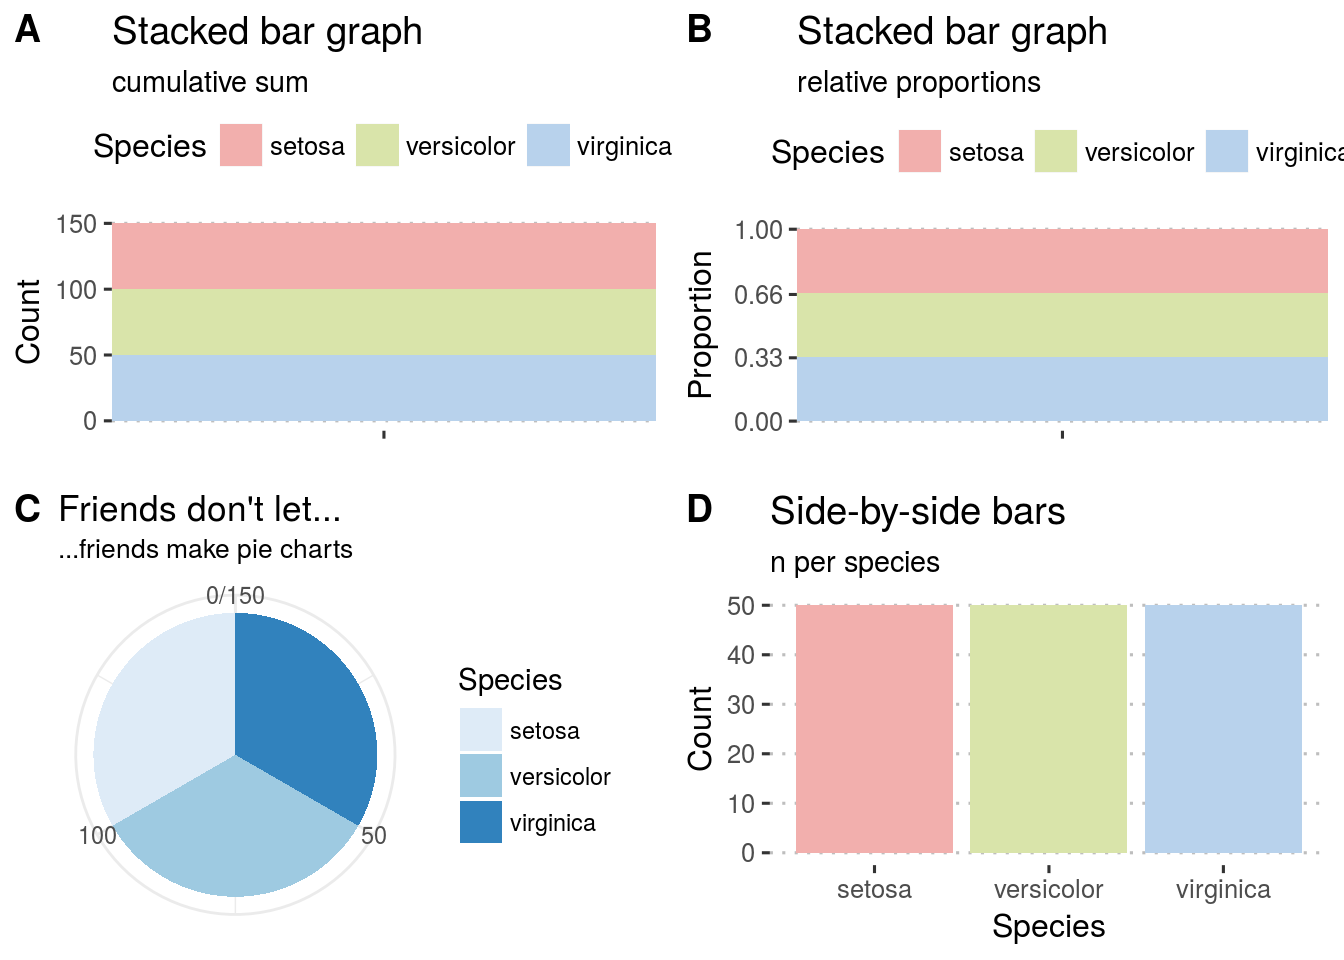 A Stacked bar graph
cumulative sum
Species setosa versicolor virginica
150
100
50
0
Count
B Stacked bar graph
relative proportions
Species setosa versicolor virginica
1.00
0.66
0.33
0.00
Proportion
C Friends don't let...
...friends make pie charts
0/150
100
50
Species
setosa
versicolor
virginica
D Side-by-side bars
n per species
50
40
30
20
10
0
Count
setosa versicolor virginica
Species